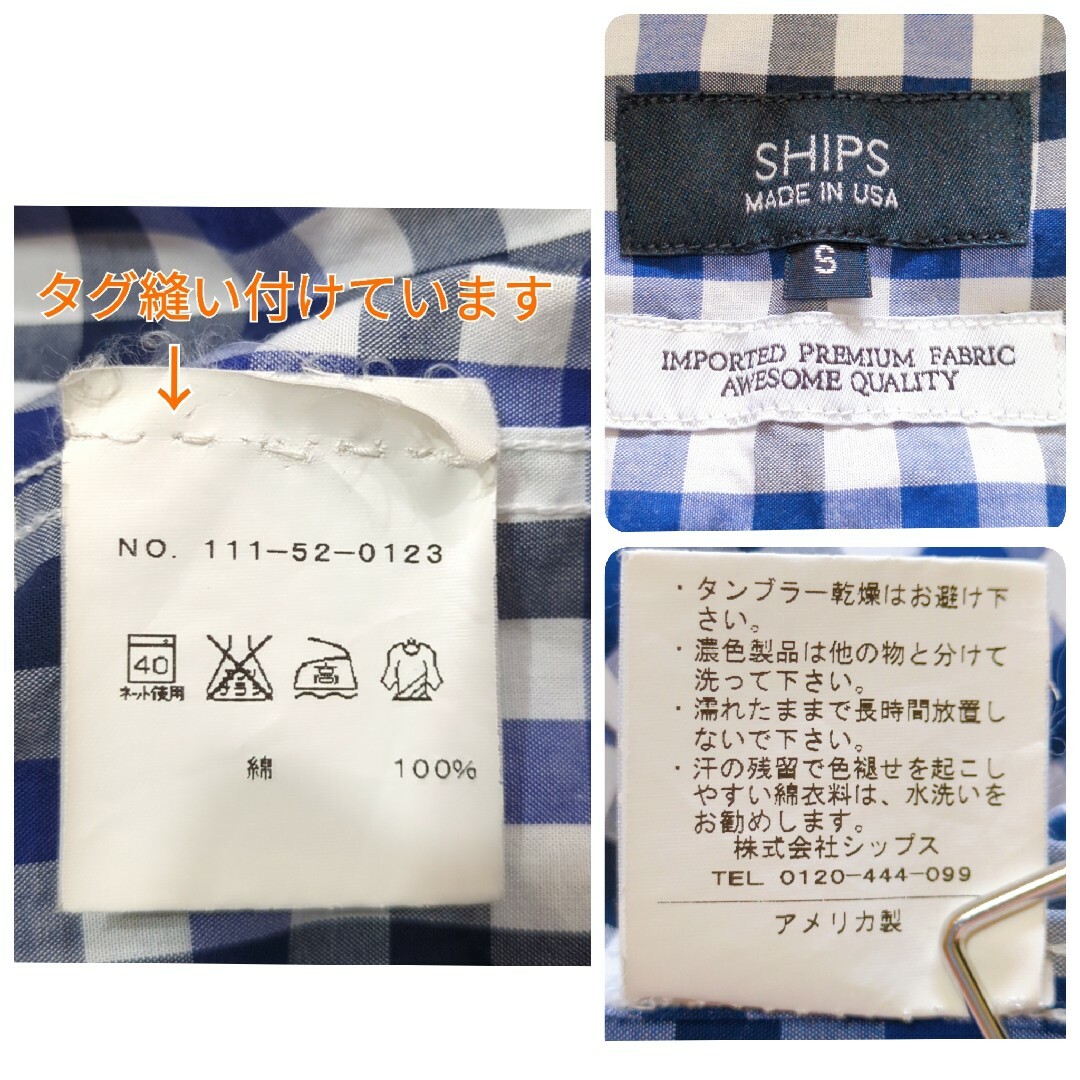 タグ縫い付けています
↓
NO. 111-52-0123
40
ネット使用
エンソ
高
綿 100%
SHIPS
MADE IN USA
S
IMPORTED PREMIUM FABRIC
AWESOME QUALITY
・タンブラー乾燥はお避け下
さい。
・濃色製品は他の物と分けて
洗って下さい。
・濡れたままで長時間放置し
ないで下さい。
・汗の残留で色褪せを起こし
やすい綿衣料は、水洗いを
お勧めします。
株式会社シップス
TEL 0120-444-099
アメリカ製